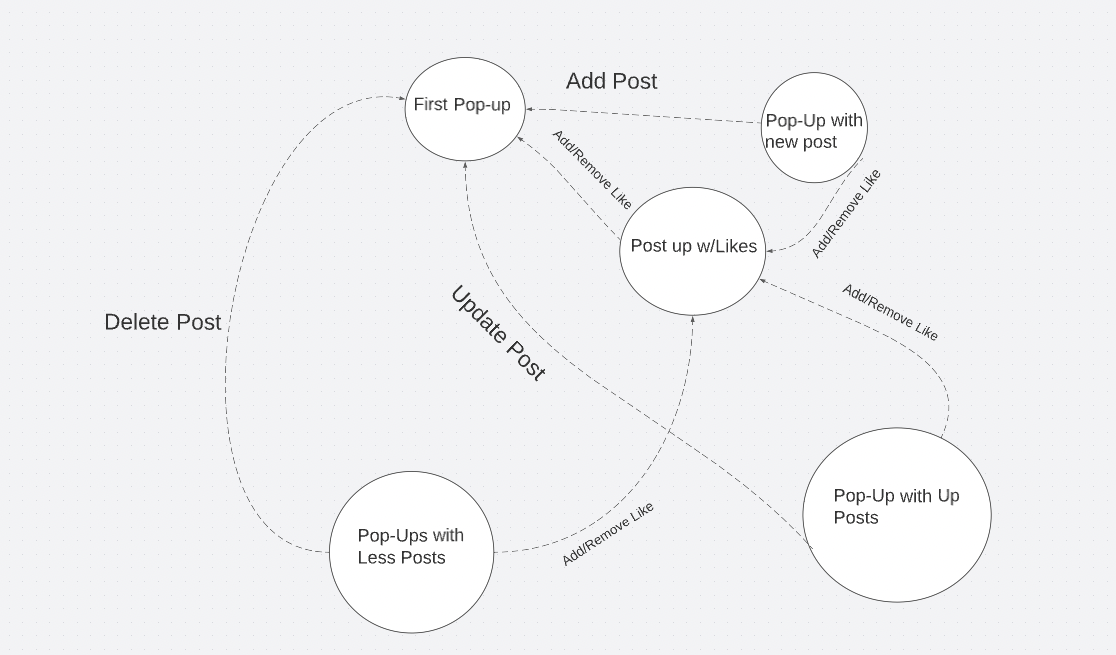 Add Post
First Pop-up
Pop-Up with
new post
Add/Remove Like
Add/Remove Like
Post up w/Likes
Add/Remove Like
Delete Post
Update Post
Pop-Up with Up
Posts
Pop-Ups with
Less Posts
Add/Remove Like